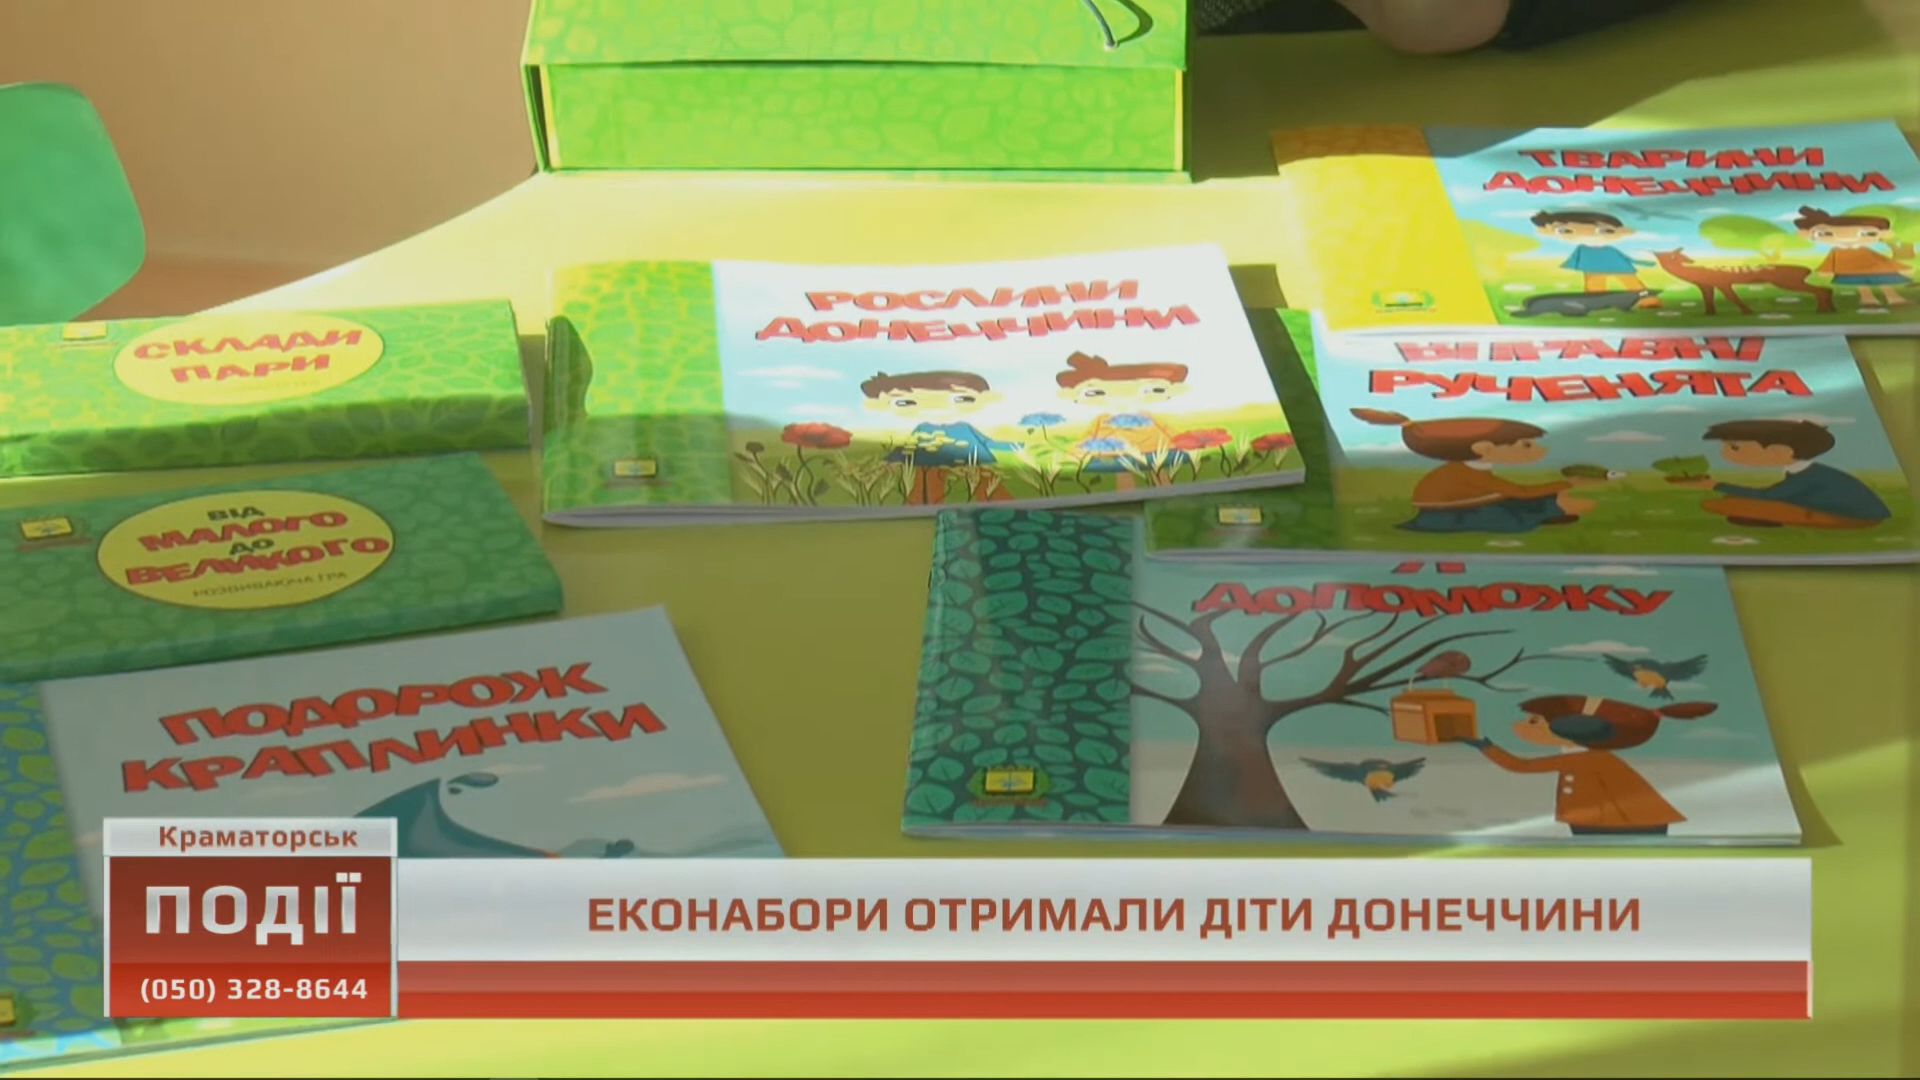 ТВАРИНИ
ДОНЕЧЧИНИ
РОСЛИНИ
ДОНЕЧЧИНИ
СКЛАДИ
ПАРИ
ВПРАВНІ
РУЧЕНЯТА
ВІД
МАЛОГО
ДО
ВЕЛИКОГО
РОЗВИВАЮЧА ГРА
Я
ДОПОМОЖУ
ПОДОРОЖ
КРАПЛИНКИ
Краматорськ
ПОДІЇ
(050) 328-8644
ЕКОНАБОРИ ОТРИМАЛИ ДІТИ ДОНЕЧЧИНИ